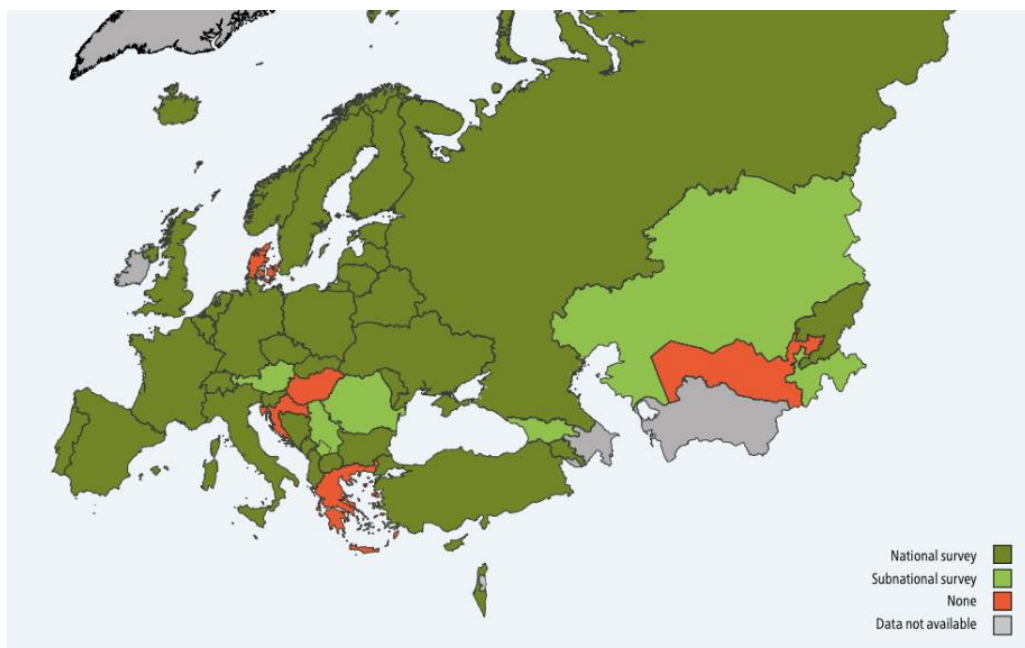 National survey
Subnational survey
None
Data not available